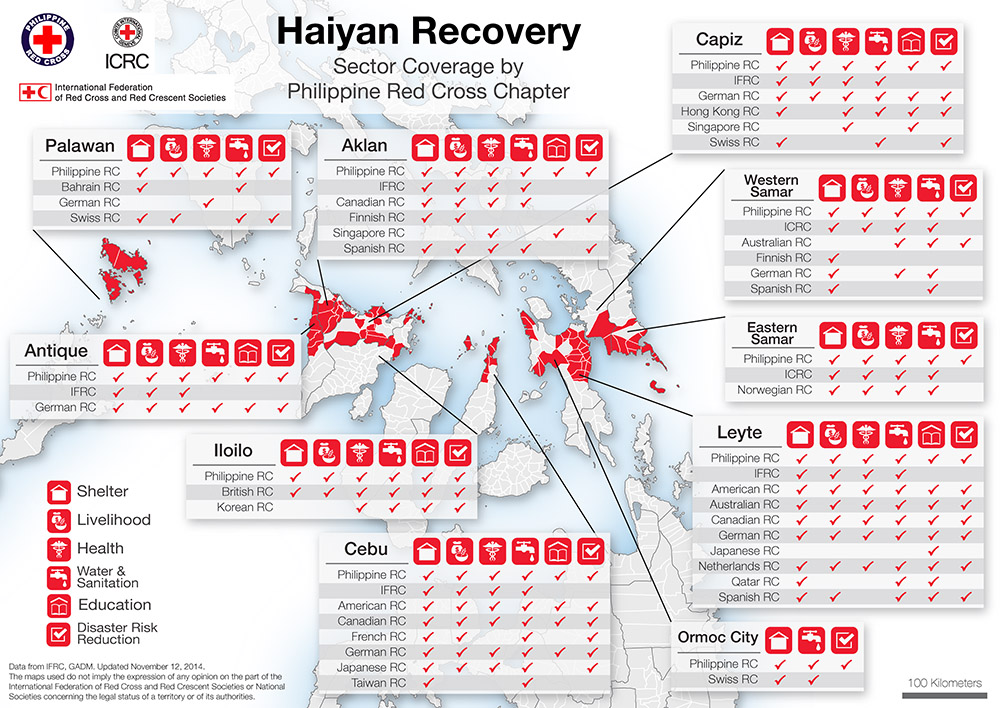 PHILIPPINE
RED CROSS
COMITE INTERNATIONAL
GENEVE
ICRC
International Federation
of Red Cross and Red Crescent Societies
Haiyan Recovery
Sector Coverage by
Philippine Red Cross Chapter
Capiz
Philippine RC
IFRC
German RC
Hong Kong RC
Singapore RC
Swiss RC
Palawan
Philippine RC
Bahrain RC
German RC
Swiss RC
Aklan
Philippine RC
IFRC
Canadian RC
Finnish RC
Singapore RC
Spanish RC
Western
Samar
Philippine RC
ICRC
Australian RC
Finnish RC
German RC
Spanish RC
Antique
Philippine RC
IFRC
German RC
Eastern
Samar
Philippine RC
ICRC
Norwegian RC
Iloilo
Philippine RC
British RC
Korean RC
Leyte
Philippine RC
IFRC
American RC
Australian RC
Canadian RC
German RC
Japanese RC
Netherlands RC
Qatar RC
Spanish RC
Shelter
Livelihood
Health
Water &
Sanitation
Education
Disaster Risk
Reduction
Cebu
Philippine RC
IFRC
American RC
Canadian RC
French RC
German RC
Japanese RC
Taiwan RC
Ormoc City
Philippine RC
Swiss RC
Data from IFRC, GADM. Updated November 12, 2014.
The maps used do not imply the expression of any opinion on the part of the
International Federation of Red Cross and Red Crescent Societies or National
Societies concerning the legal status of a territory or of its authorities.
100 Kilometers